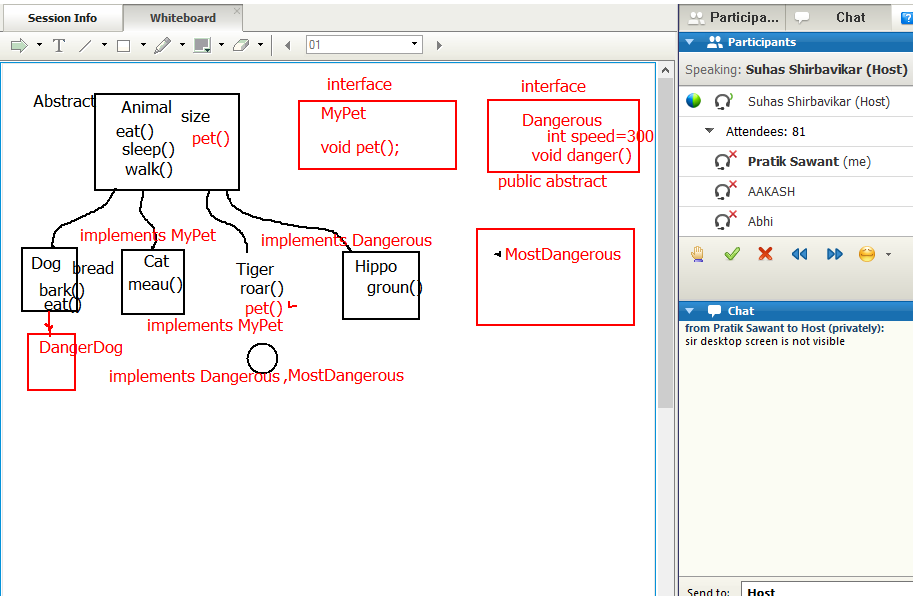 Session Info
Whiteboard
01
Abstract
Animal
size
eat()
pet()
sleep()
walk()
interface
MyPet
void pet();
interface
Dangerous
int speed=300
void danger()
public abstract
implements MyPet
implements Dangerous
Dog
bread
bark()
eat()
Cat
meau()
Tiger
roar()
pet()
Hippo
groun()
MostDangerous
implements MyPet
DangerDog
implements Dangerous ,MostDangerous
Participa...
Chat
Participants
Speaking: Suhas Shirbavikar (Host)
Suhas Shirbavikar (Host)
Attendees: 81
Pratik Sawant (me)
AAKASH
Abhi
Chat
from Pratik Sawant to Host (privately):
sir desktop screen is not visible
Send to: Host